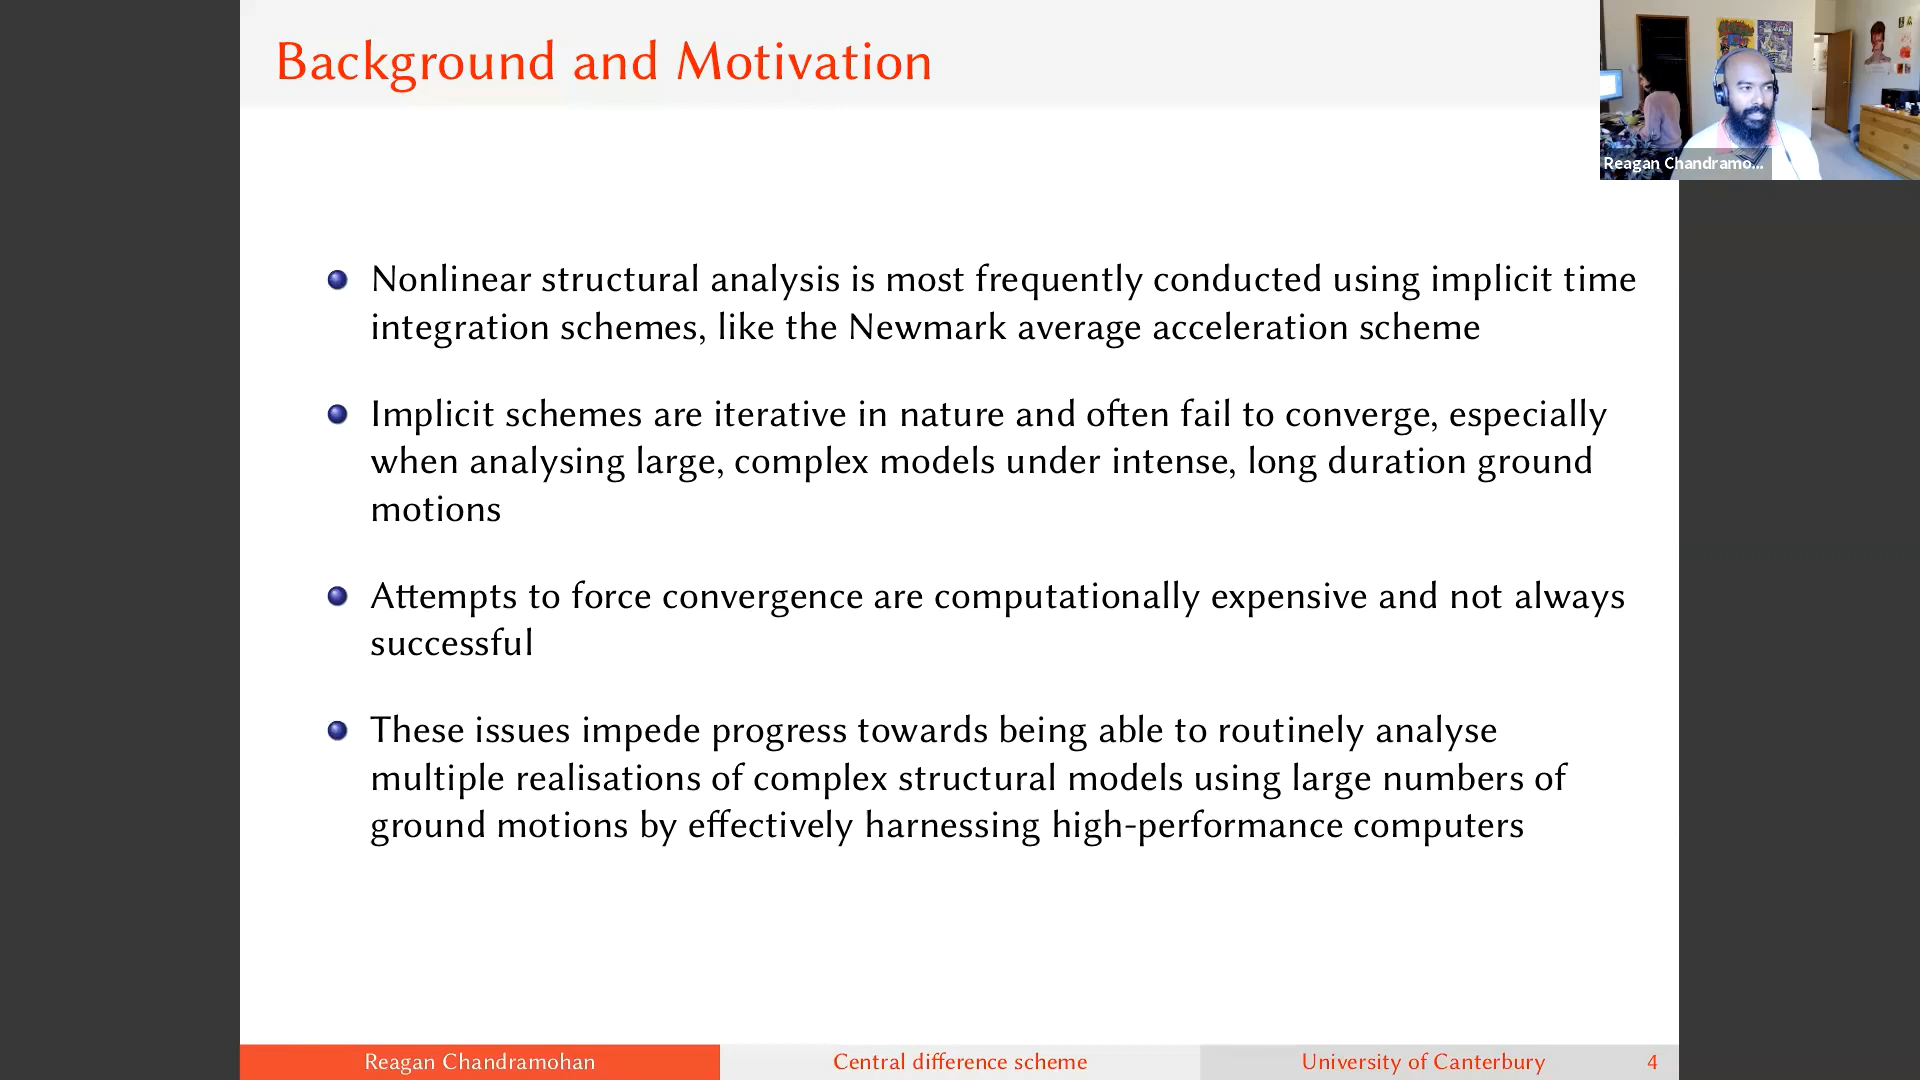 Background and Motivation
Reagan Chandramo...
Nonlinear structural analysis is most frequently conducted using implicit time
integration schemes, like the Newmark average acceleration scheme
Implicit schemes are iterative in nature and often fail to converge, especially
when analysing large, complex models under intense, long duration ground
motions
Attempts to force convergence are computationally expensive and not always
successful
These issues impede progress towards being able to routinely analyse
multiple realisations of complex structural models using large numbers of
ground motions by effectively harnessing high-performance computers
Reagan Chandramohan
Central difference scheme
University of Canterbury
4